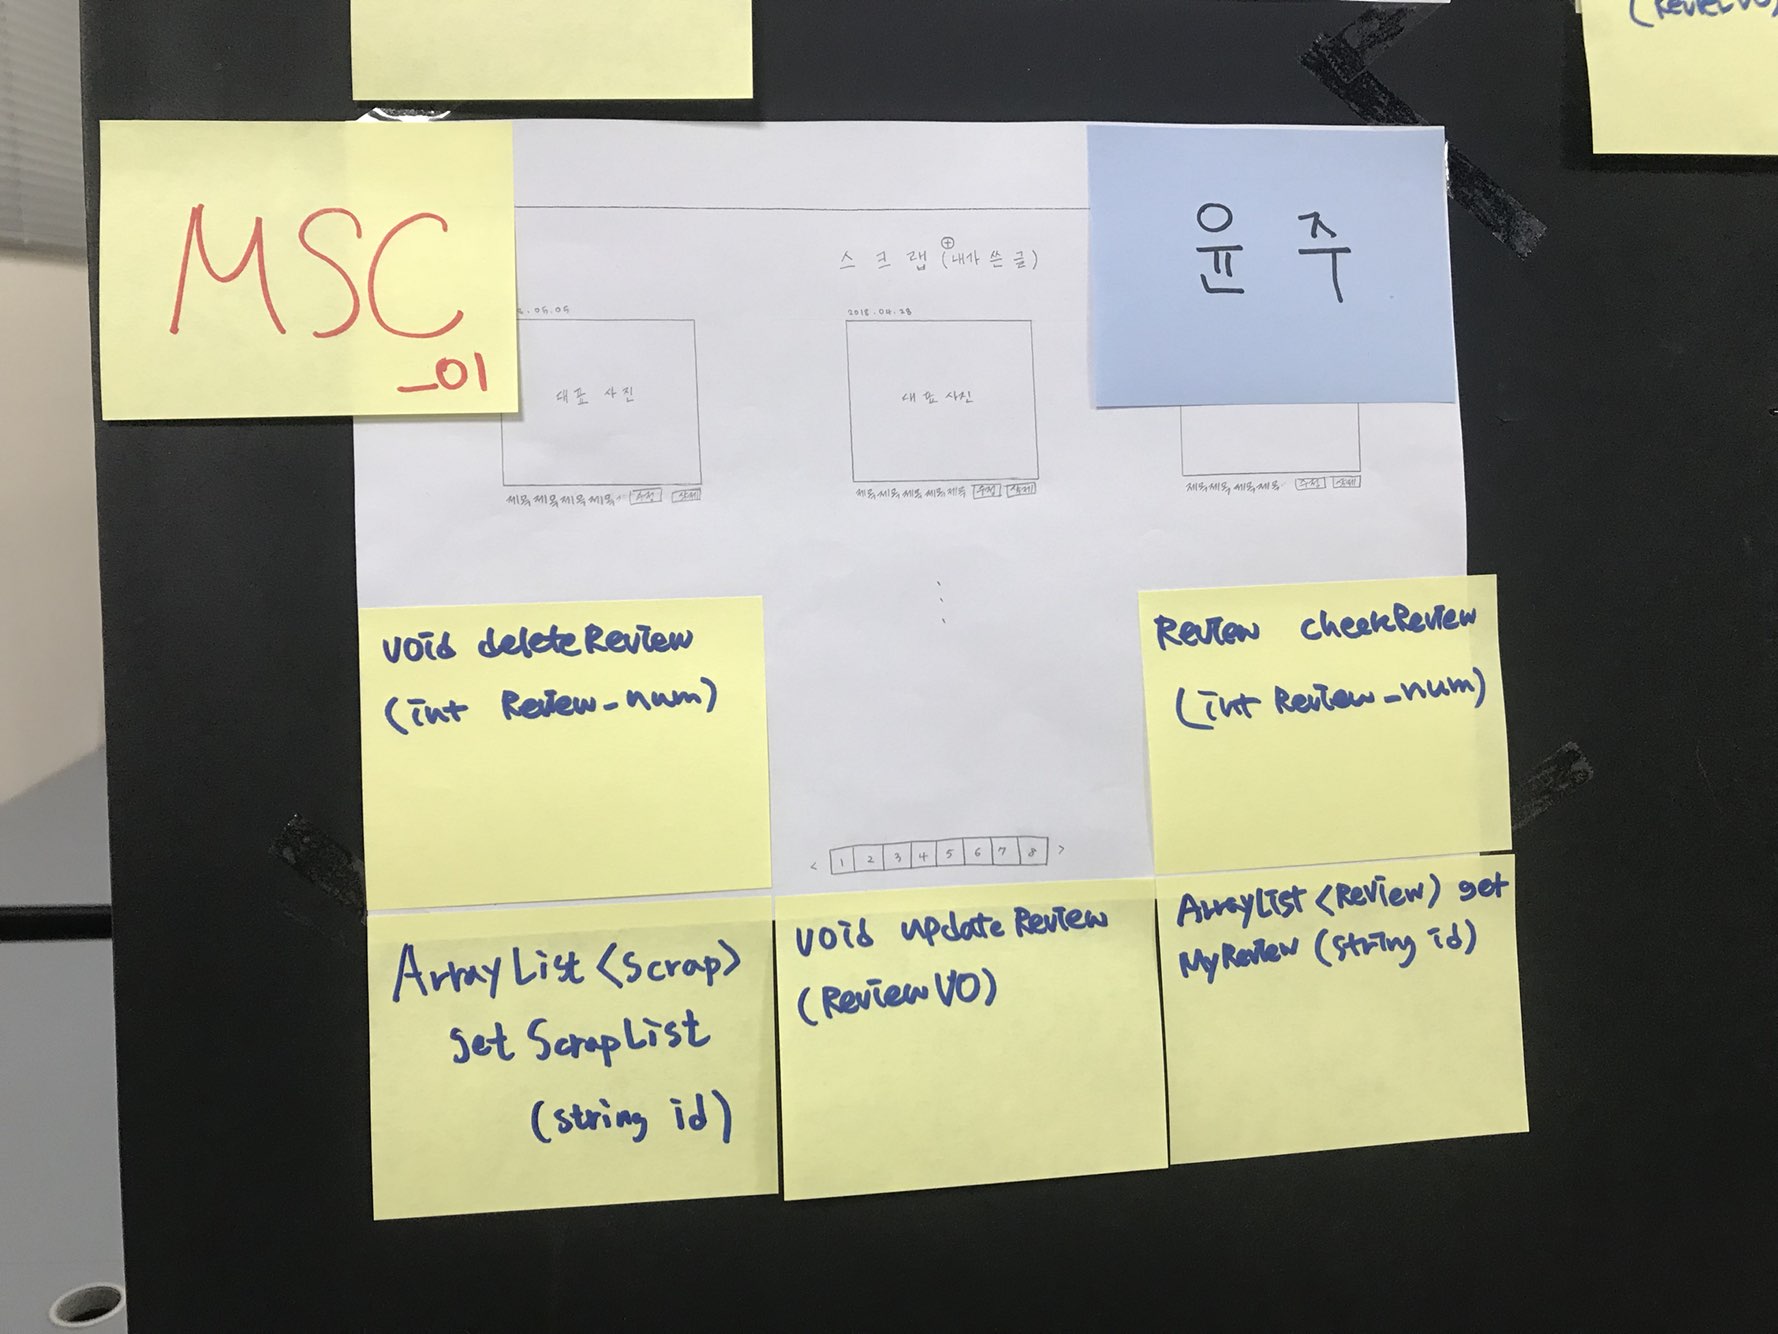 (ReviewVO)
MSC
_01
윤주
스크랩 (내가 쓴 글)
.05.05
2018.04.28
대표 사진
대표 사진
제목제목제목제목.. 수정 삭제
제목제목제목제목제목 수정 삭제
제목제목제목제목. 수정 삭제
void deleteReview
(int Review_num)
Review checkReview
(int Review_num)
< 1 2 3 4 5 6 7 8 >
ArrayList <Scrap>
get ScrapList
(string id)
void updateReview
(ReviewVO)
ArrayList <Review) get
MyReview (string id)